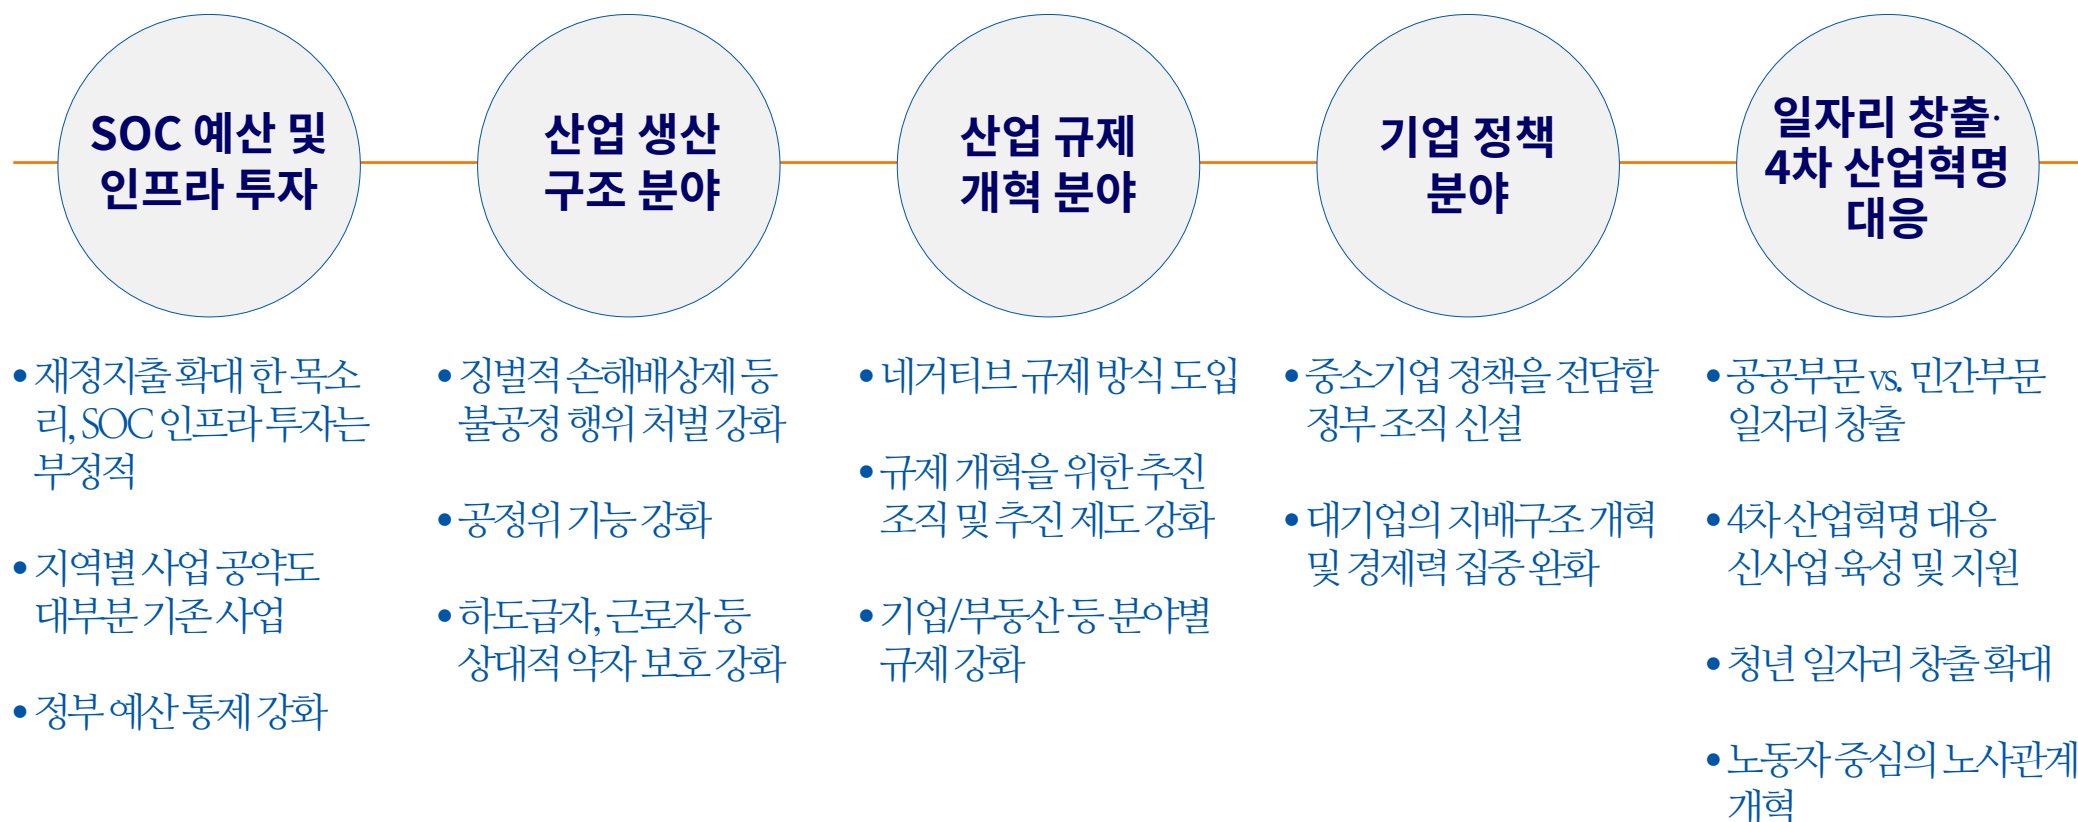 SOC 예산 및
인프라 투자
산업 생산
구조 분야
산업 규제
개혁 분야
기업 정책
분야
일자리 창출·
4차 산업혁명
대응
• 재정지출 확대 한 목소
리, SOC 인프라 투자는
부정적
• 지역별 사업 공약도
대부분 기존 사업
• 정부 예산 통제 강화
• 징벌적 손해배상제 등
불공정 행위 처벌 강화
• 공정위 기능 강화
• 하도급자, 근로자 등
상대적 약자 보호 강화
• 네거티브 규제 방식 도입
• 규제 개혁을 위한 추진
조직 및 추진 제도 강화
• 기업/부동산 등 분야별
규제 강화
• 중소기업 정책을 전담할
정부 조직 신설
• 대기업의 지배구조 개혁
및 경제력 집중 완화
• 공공부문 vs. 민간부문
일자리 창출
• 4차 산업혁명 대응
신사업 육성 및 지원
• 청년 일자리 창출 확대
• 노동자 중심의 노사관계
개혁